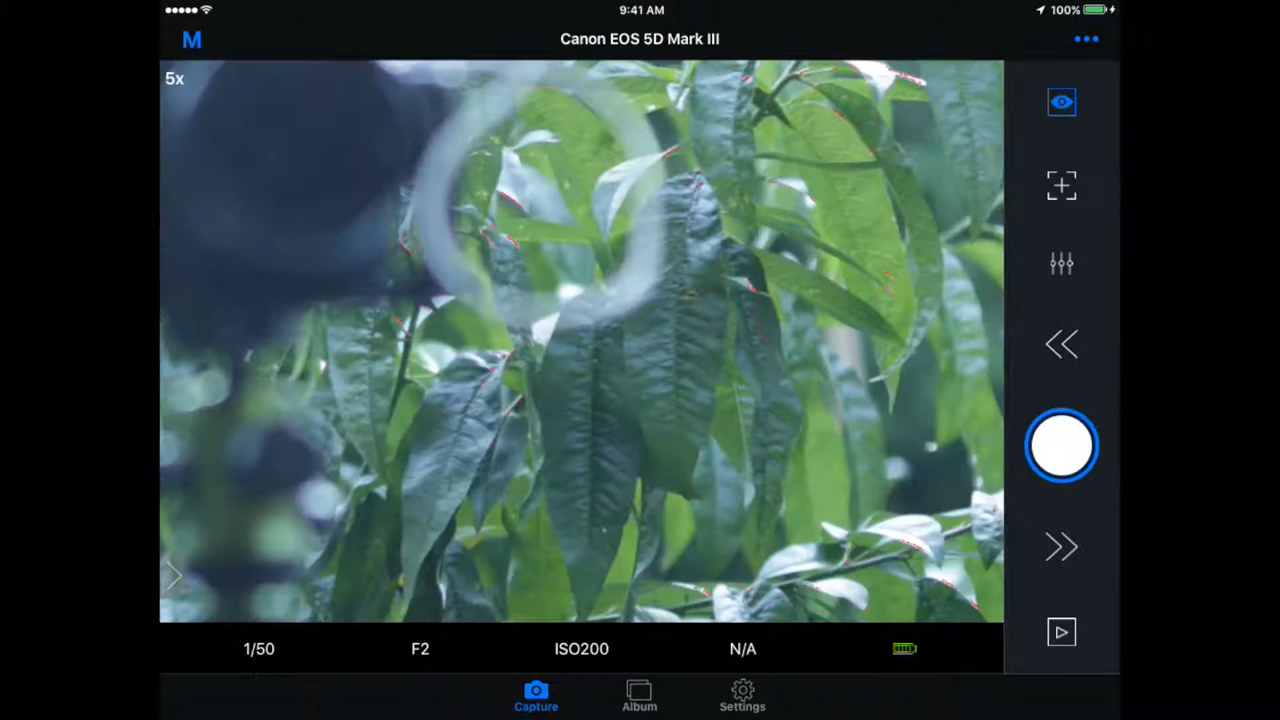 9:41 AM
100%
M
Canon EOS 5D Mark III
5x
1/50
F2
ISO200
N/A
Capture
Album
Settings